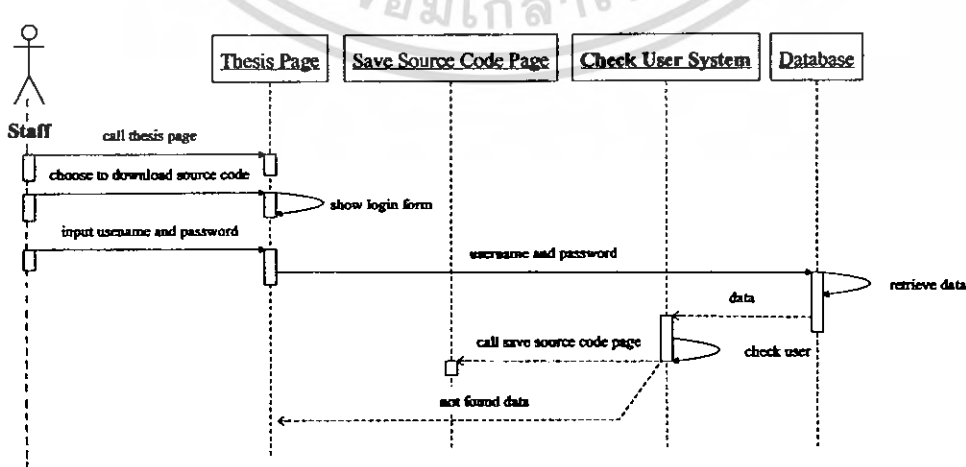 Thesis Page
Save Source Code Page
Check User System
Database
Staff
call thesis page
choose to download source code
show login form
input usename and password
username and password
retrieve data
data
call save source code page
check user
not found data